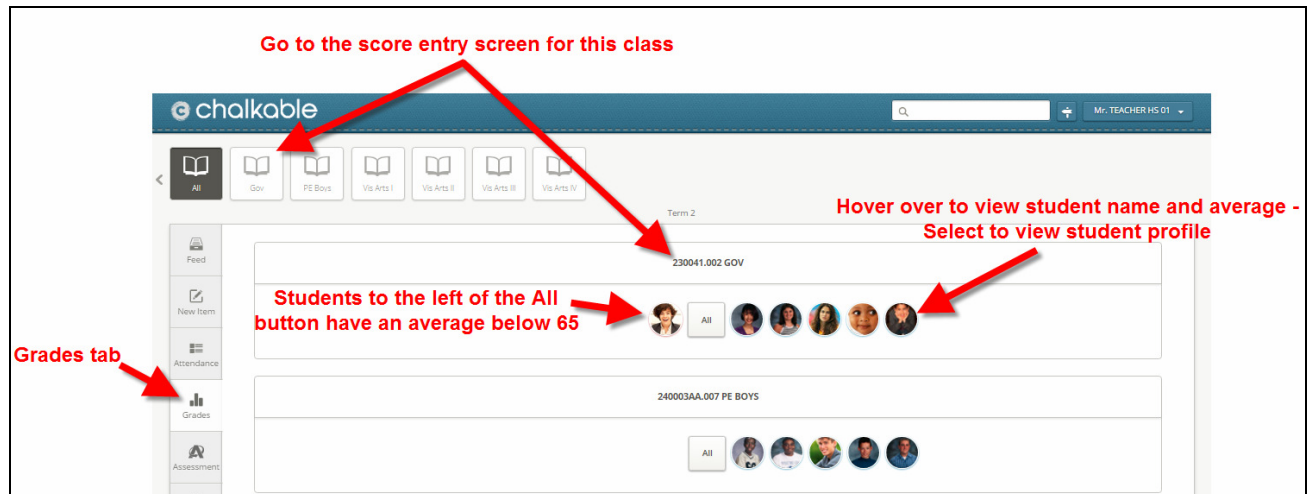 Go to the score entry screen for this class
chalkable
Mr. TEACHER HS 01
All
Gov
PE Boys
Vis Arts I
Vis Arts II
Vis Arts III
Vis Arts IV
Term 2
Hover over to view student name and average -
Select to view student profile
Feed
230041.002 GOV
New Item
Students to the left of the All
button have an average below 65
All
Attendance
Grades tab
Grades
240003AA.007 PE BOYS
All
Assessment